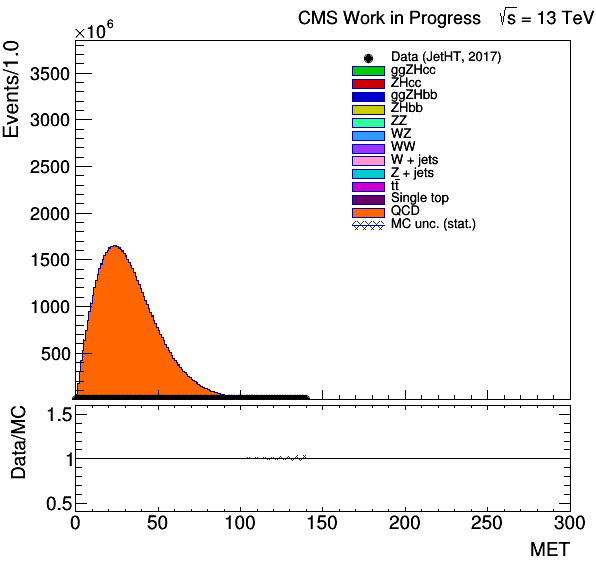 CMS Work in Progress √s = 13 TeV
×10⁶
Events/1.0
3500
3000
2500
2000
1500
1000
500
Data (JetHT, 2017)
ggZHcc
ZHcc
ggZHbb
ZHbb
ZZ
WZ
WW
W + jets
Z + jets
tt̄
Single top
QCD
MC unc. (stat.)
Data/MC
1.5
1
0.5
0 50 100 150 200 250 300
MET